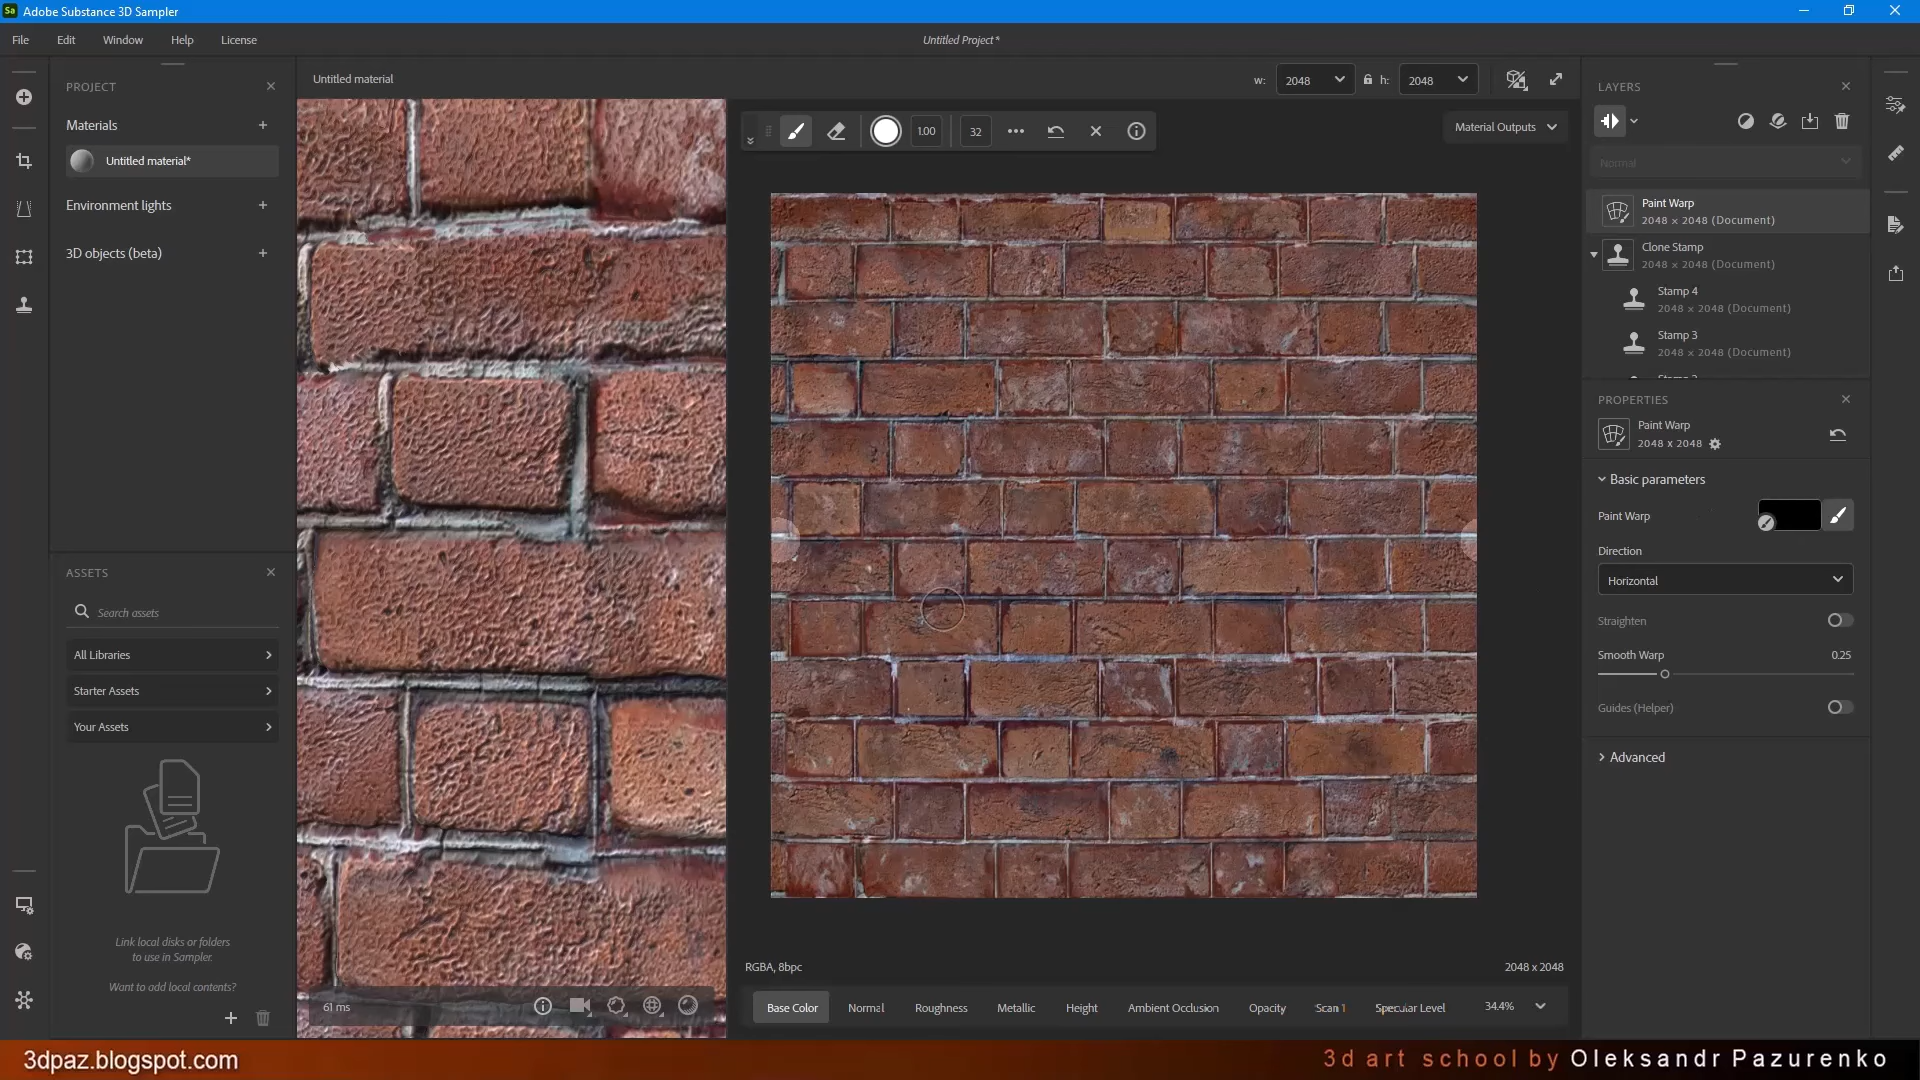 Sa Adobe Substance 3D Sampler
File Edit Window Help License
Untitled Project*
PROJECT
Materials
Untitled material*
Environment lights
3D objects (beta)
ASSETS
Search assets
All Libraries
Starter Assets
Your Assets
Link local disks or folders
to use in Sampler.
Want to add local contents?
Untitled material
w: 2048 h: 2048
1.00 32
Material Outputs
61 ms
RGBA, 8bpc
2048 x 2048
Base Color Normal Roughness Metallic Height Ambient Occlusion Opacity Scan 1 Specular Level 34.4%
LAYERS
Normal
Paint Warp
2048 x 2048 (Document)
Clone Stamp
2048 x 2048 (Document)
Stamp 4
2048 x 2048 (Document)
Stamp 3
2048 x 2048 (Document)
PROPERTIES
Paint Warp
2048 x 2048
Basic parameters
Paint Warp
Direction
Horizontal
Straighten
Smooth Warp 0.25
Guides (Helper)
Advanced
3dpaz.blogspot.com
3d art school by Oleksandr Pazurenko